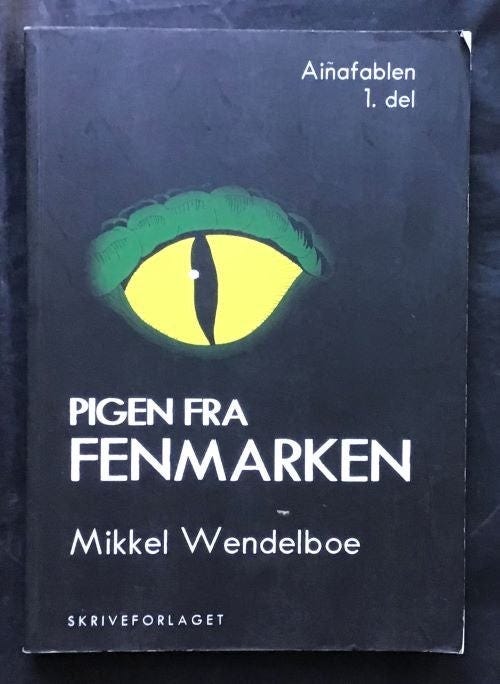 Aiñafablen
1. del
PIGEN FRA
FENMARKEN
Mikkel Wendelboe
SKRIVEFORLAGET